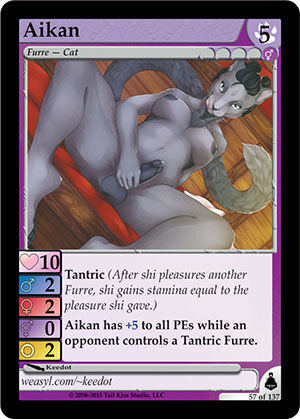 Aikan
5
Furre — Cat
10
2
2
0
2
Tantric (After shi pleasures another
Furre, shi gains stamina equal to the
pleasure shi gave.)
Aikan has +5 to all PEs while an
opponent controls a Tantric Furre.
Keedot
weasyl.com/~keedot
© 2008-2015 Tail Kiss Studio, LLC
57 of 137